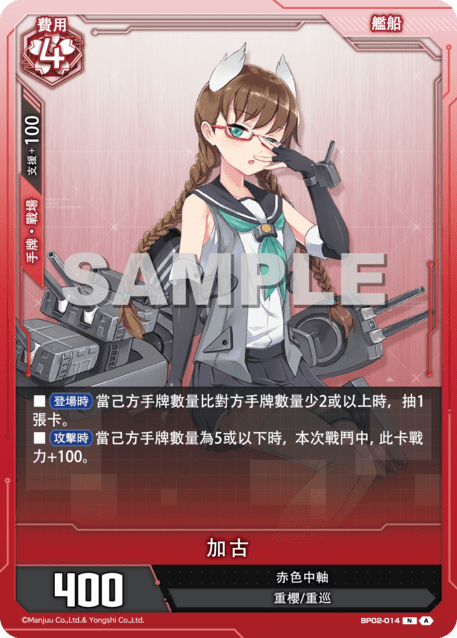 費用
4
艦船
支援+100
手牌・戰場
SAMPLE
■ 登場時 當己方手牌數量比對方手牌數量少2或以上時，抽1
張卡。
■ 攻擊時 當己方手牌數量為5或以下時，本次戰鬥中，此卡戰
力+100。
加古
400
赤色中軸
重櫻/重巡
©Manjuu Co.,Ltd.& Yongshi Co.,Ltd.
BP02-014 N A